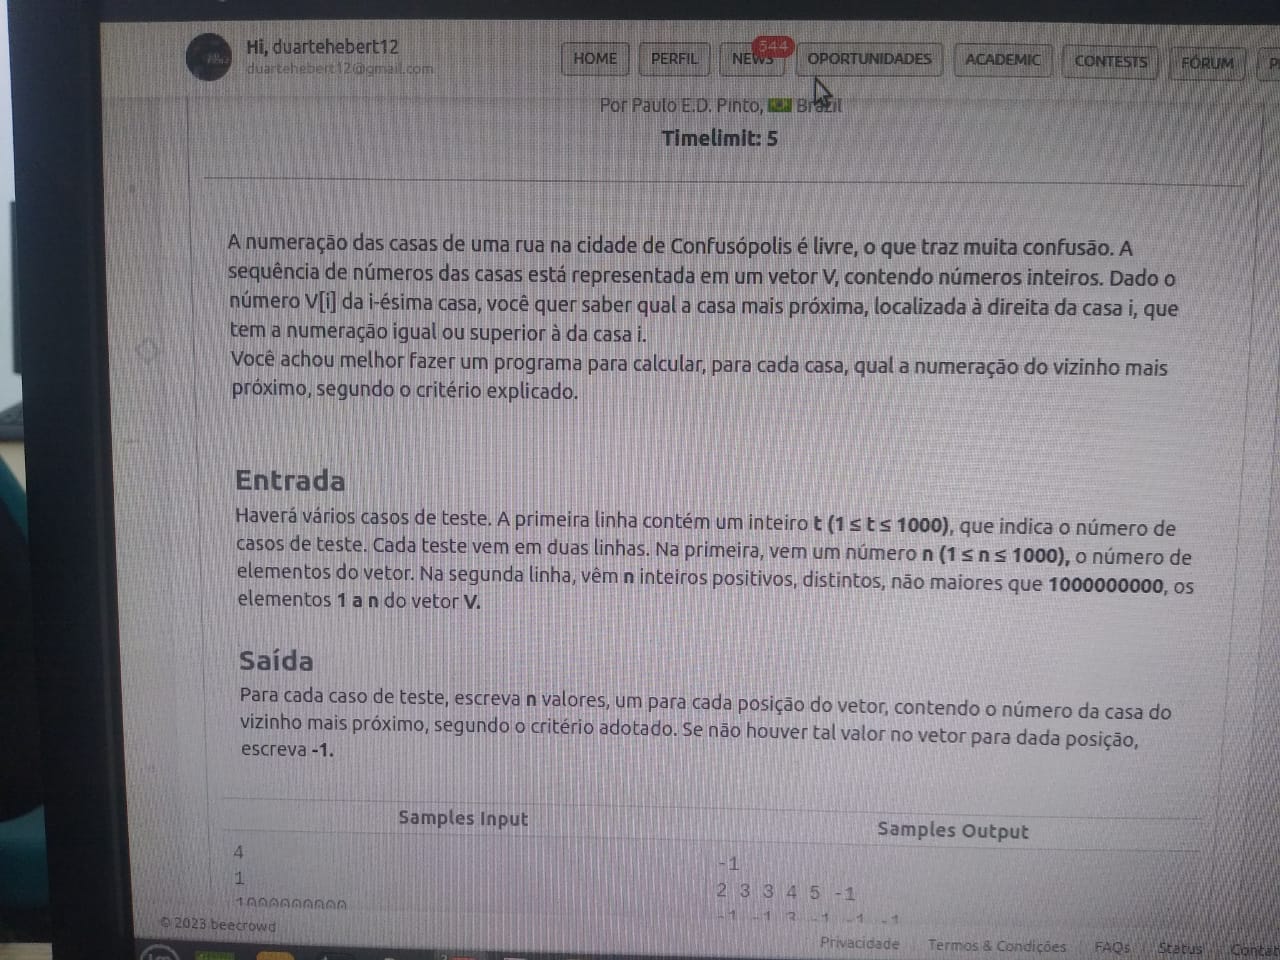 Hi, duartehebert12
duartehebert12@gmail.com
HOME PERFIL NEWS 544 OPORTUNIDADES ACADEMIC CONTESTS FÓRUM
Por Paulo E.D. Pinto, Brazil
Timelimit: 5
A numeração das casas de uma rua na cidade de Confusópolis é livre, o que traz muita confusão. A
sequência de números das casas está representada em um vetor V, contendo números inteiros. Dado o
número V[i] da i-ésima casa, você quer saber qual a casa mais próxima, localizada à direita da casa i, que
tem a numeração igual ou superior à da casa i.
Você achou melhor fazer um programa para calcular, para cada casa, qual a numeração do vizinho mais
próximo, segundo o critério explicado.
Entrada
Haverá vários casos de teste. A primeira linha contém um inteiro t (1 ≤ t ≤ 1000), que indica o número de
casos de teste. Cada teste vem em duas linhas. Na primeira, vem um número n (1 ≤ n ≤ 1000), o número de
elementos do vetor. Na segunda linha, vêm n inteiros positivos, distintos, não maiores que 1000000000, os
elementos 1 a n do vetor V.
Saída
Para cada caso de teste, escreva n valores, um para cada posição do vetor, contendo o número da casa do
vizinho mais próximo, segundo o critério adotado. Se não houver tal valor no vetor para dada posição,
escreva -1.
Samples Input Samples Output
4
1
-1
2 3 3 4 5 -1
© 2023 beecrowd
Privacidade Termos & Condições FAQs Status